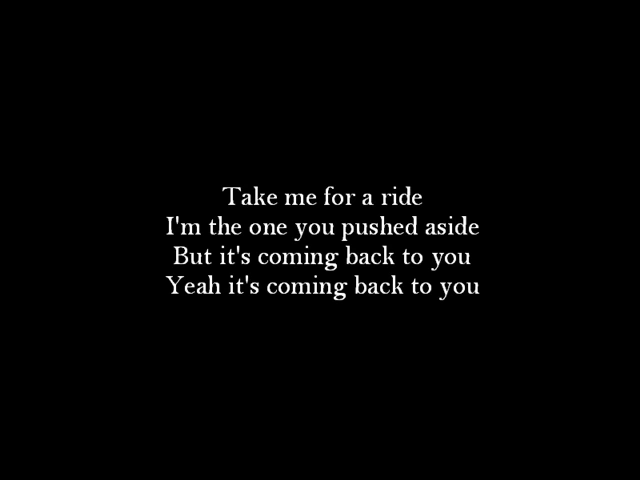 Take me for a ride
I'm the one you pushed aside
But it's coming back to you
Yeah it's coming back to you